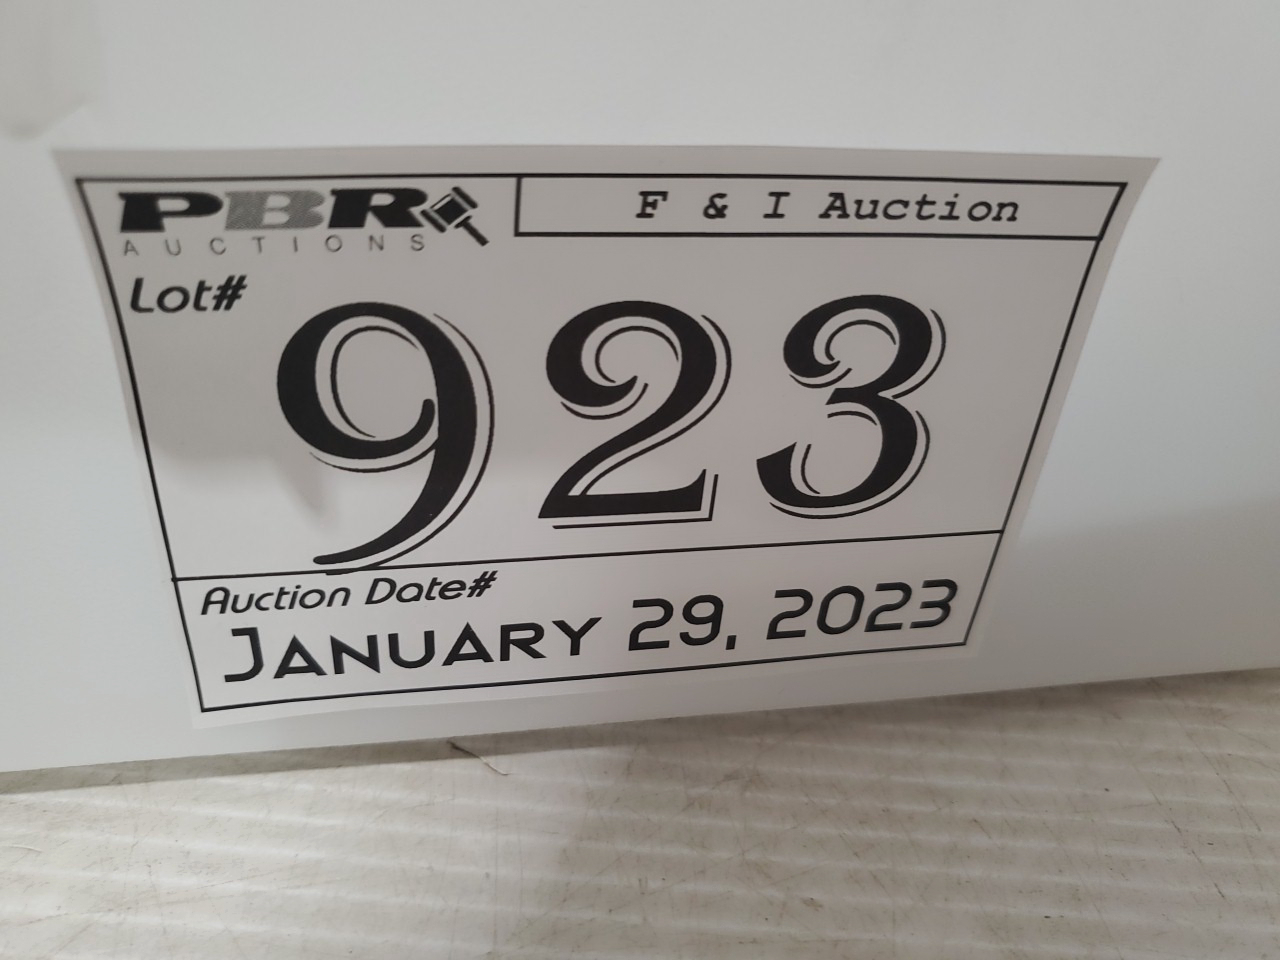 PBR
AUCTIONS
F & I Auction
Lot#
923
Auction Date#
JANUARY 29, 2023